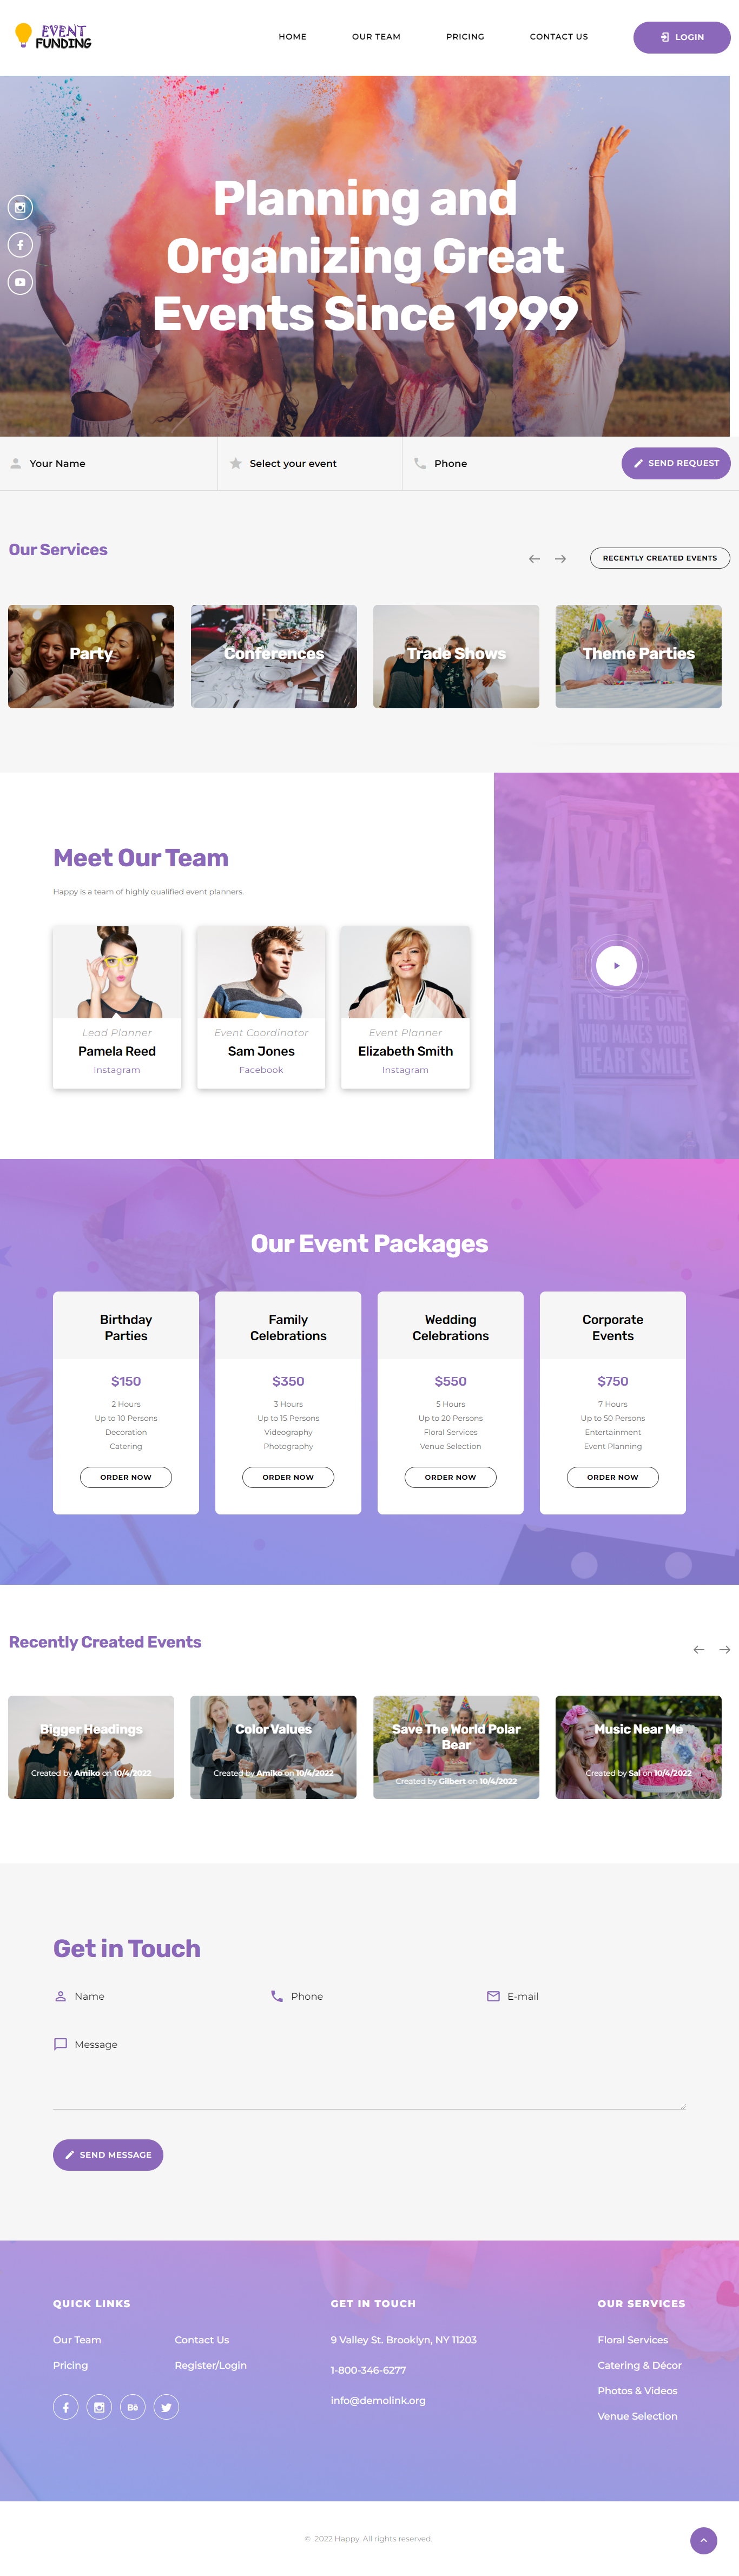 EVENT
FUNDING
HOME OUR TEAM PRICING CONTACT US LOGIN
Planning and
Organizing Great
Events Since 1999
Your Name Select your event Phone SEND REQUEST
Our Services
RECENTLY CREATED EVENTS
Party Conferences Trade Shows Theme Parties
Meet Our Team
Happy is a team of highly qualified event planners.
Lead Planner
Pamela Reed
Instagram
Event Coordinator
Sam Jones
Facebook
Event Planner
Elizabeth Smith
Instagram
WHO MAKES YOUR
HEART SMILE
Our Event Packages
Birthday
Parties
$150
2 Hours
Up to 10 Persons
Decoration
Catering
ORDER NOW
Family
Celebrations
$350
3 Hours
Up to 15 Persons
Videography
Photography
ORDER NOW
Wedding
Celebrations
$550
5 Hours
Up to 20 Persons
Floral Services
Venue Selection
ORDER NOW
Corporate
Events
$750
7 Hours
Up to 50 Persons
Entertainment
Event Planning
ORDER NOW
Recently Created Events
Bigger Headings
Created by Amiko on 10/4/2022
Color Values
Created by Amiko on 10/4/2022
Save The World Polar
Bear
Created by Gilbert on 10/4/2022
Music Near Me
Created by Sal on 10/4/2022
Get in Touch
Name Phone E-mail
Message
SEND MESSAGE
QUICK LINKS
Our Team Contact Us
Pricing Register/Login
Bē
GET IN TOUCH
9 Valley St. Brooklyn, NY 11203
1-800-346-6277
info@demolink.org
OUR SERVICES
Floral Services
Catering & Décor
Photos & Videos
Venue Selection
© 2022 Happy. All rights reserved.